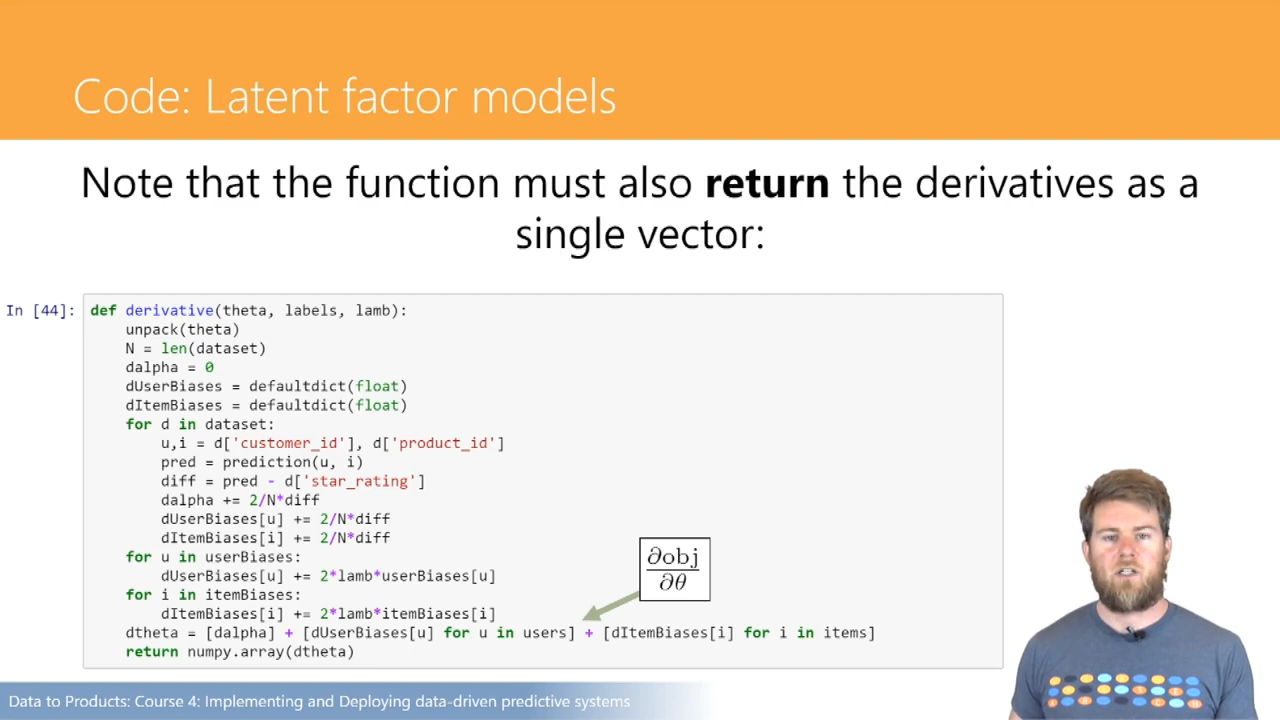 Code: Latent factor models
Note that the function must also return the derivatives as a
single vector:
In [44]: def derivative(theta, labels, lamb):
unpack(theta)
N = len(dataset)
dalpha = 0
dUserBiases = defaultdict(float)
dItemBiases = defaultdict(float)
for d in dataset:
u,i = d['customer_id'], d['product_id']
pred = prediction(u, i)
diff = pred - d['star_rating']
dalpha += 2/N*diff
dUserBiases[u] += 2/N*diff
dItemBiases[i] += 2/N*diff
for u in userBiases:
dUserBiases[u] += 2*lamb*userBiases[u]
for i in itemBiases:
dItemBiases[i] += 2*lamb*itemBiases[i]
dtheta = [dalpha] + [dUserBiases[u] for u in users] + [dItemBiases[i] for i in items]
return numpy.array(dtheta)
∂obj
∂θ
Data to Products: Course 4: Implementing and Deploying data-driven predictive systems